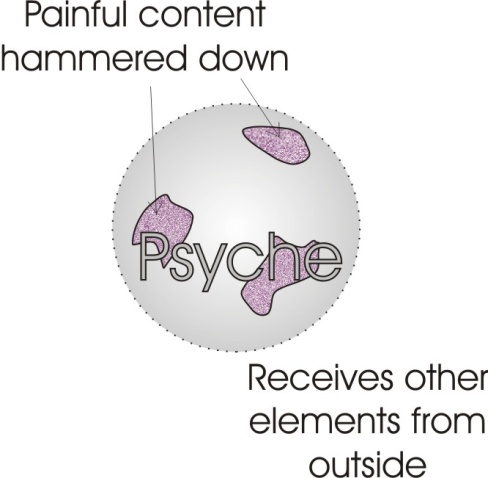 Painful content
hammered down
Psyche
Receives other
elements from
outside